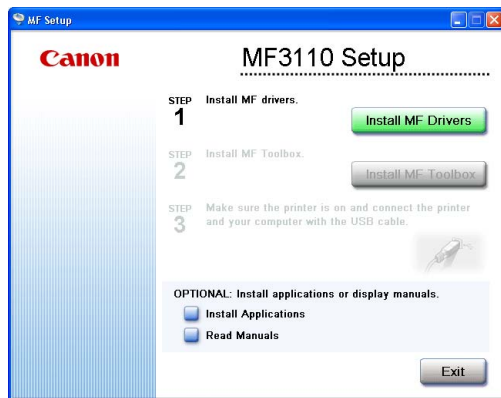 MF Setup
Canon
MF3110 Setup
STEP 1
Install MF drivers.
Install MF Drivers
STEP 2
Install MF Toolbox.
Install MF Toolbox
STEP 3
Make sure the printer is on and connect the printer
and your computer with the USB cable.
OPTIONAL: Install applications or display manuals.
Install Applications
Read Manuals
Exit